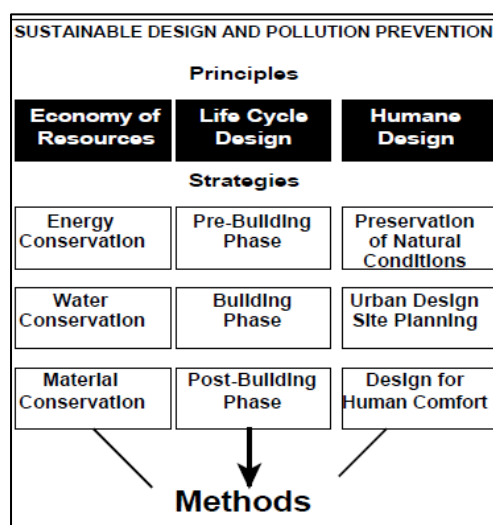 SUSTAINABLE DESIGN AND POLLUTION PREVENTION
Principles
Economy of
Resources
Life Cycle
Design
Humane
Design
Strategies
Energy
Conservation
Pre-Building
Phase
Preservation
of Natural
Conditions
Water
Conservation
Building
Phase
Urban Design
Site Planning
Material
Conservation
Post-Building
Phase
Design for
Human Comfort
Methods